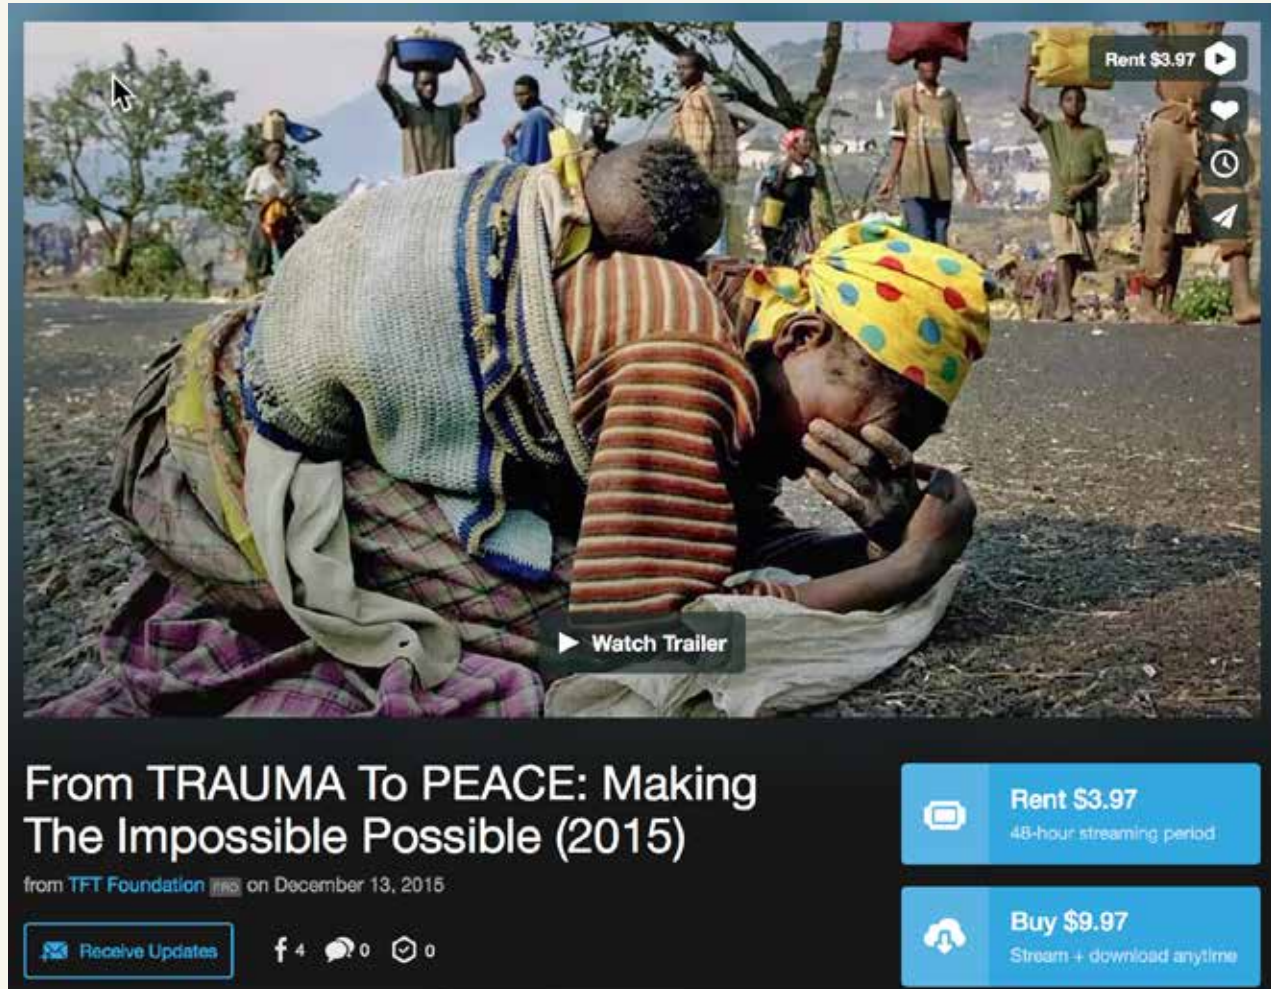 Rent $3.97
Watch Trailer
From TRAUMA To PEACE: Making
The Impossible Possible (2015)
from TFT Foundation PRO on December 13, 2015
Receive Updates
4
0
0
Rent $3.97
48-hour streaming period
Buy $9.97
Stream + download anytime